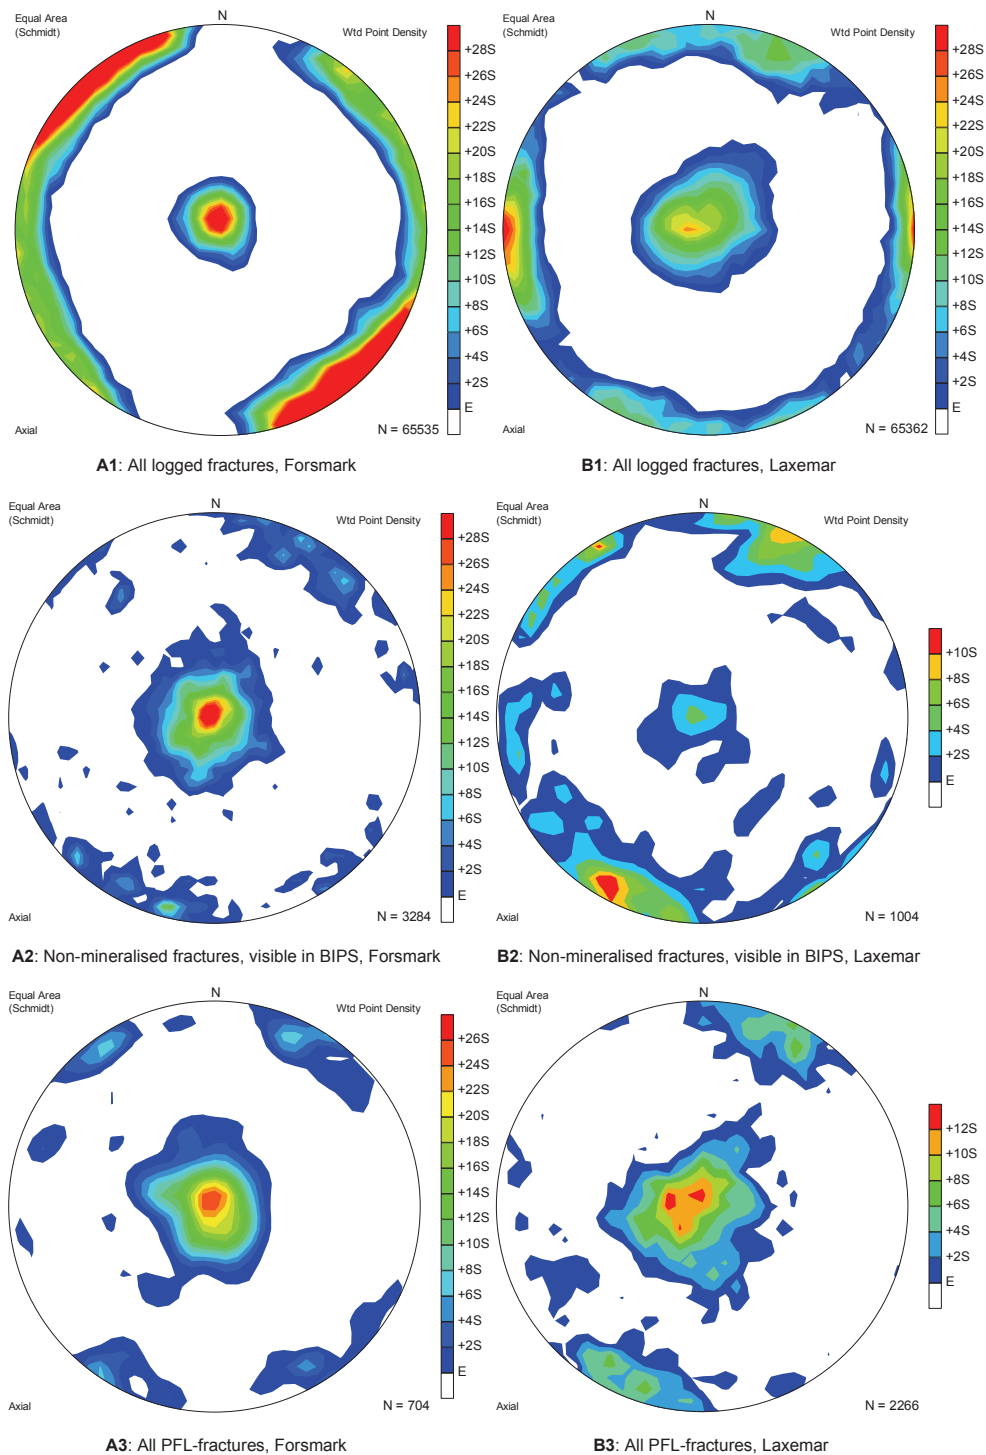 Equal Area
(Schmidt)
N
Wtd Point Density
+28S
+26S
+24S
+22S
+20S
+18S
+16S
+14S
+12S
+10S
+8S
+6S
+4S
+2S
E
Axial
N = 65535
A1: All logged fractures, Forsmark
Equal Area
(Schmidt)
N
Wtd Point Density
+28S
+26S
+24S
+22S
+20S
+18S
+16S
+14S
+12S
+10S
+8S
+6S
+4S
+2S
E
Axial
N = 65362
B1: All logged fractures, Laxemar
Equal Area
(Schmidt)
N
Wtd Point Density
+28S
+26S
+24S
+22S
+20S
+18S
+16S
+14S
+12S
+10S
+8S
+6S
+4S
+2S
E
Axial
N = 3284
A2: Non-mineralised fractures, visible in BIPS, Forsmark
Equal Area
(Schmidt)
N
Wtd Point Density
+10S
+8S
+6S
+4S
+2S
E
Axial
N = 1004
B2: Non-mineralised fractures, visible in BIPS, Laxemar
Equal Area
(Schmidt)
N
Wtd Point Density
+26S
+24S
+22S
+20S
+18S
+16S
+14S
+12S
+10S
+8S
+6S
+4S
+2S
E
Axial
N = 704
A3: All PFL-fractures, Forsmark
Equal Area
(Schmidt)
N
Wtd Point Density
+12S
+10S
+8S
+6S
+4S
+2S
E
Axial
N = 2266
B3: All PFL-fractures, Laxemar